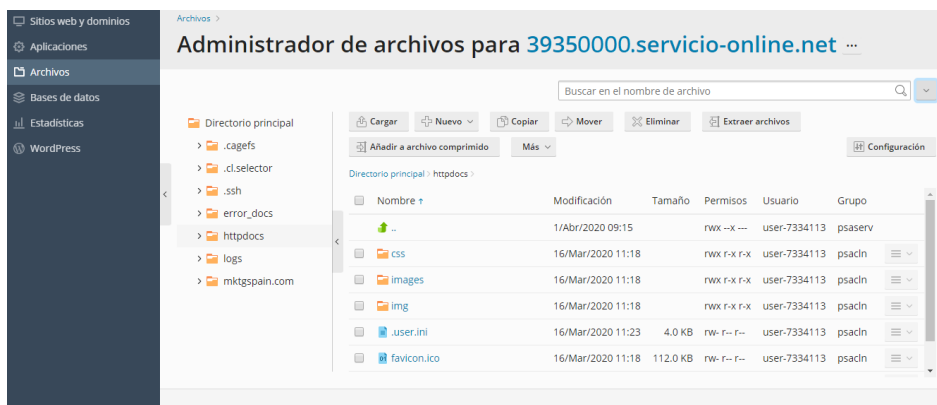 Sitios web y dominios
Aplicaciones
Archivos
Bases de datos
Estadísticas
WordPress
Archivos >
Administrador de archivos para 39350000.servicio-online.net ...
Buscar en el nombre de archivo
Directorio principal
.cagefs
.cl.selector
.ssh
error_docs
httpdocs
logs
mktgspain.com
Cargar Nuevo Copiar Mover Eliminar Extraer archivos
Añadir a archivo comprimido Más Configuración
Directorio principal > httpdocs >
Nombre ↑ Modificación Tamaño Permisos Usuario Grupo
.. 1/Abr/2020 09:15 rwx --x --- user-7334113 psaserv
css 16/Mar/2020 11:18 rwx r-x r-x user-7334113 psacln
images 16/Mar/2020 11:18 rwx r-x r-x user-7334113 psacln
img 16/Mar/2020 11:18 rwx r-x r-x user-7334113 psacln
.user.ini 16/Mar/2020 11:23 4.0 KB rw- r-- r-- user-7334113 psacln
favicon.ico 16/Mar/2020 11:18 112.0 KB rw- r-- r-- user-7334113 psacln